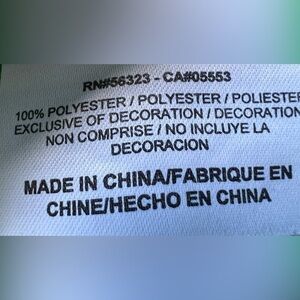 RN#56323 - CA#05553
100% POLYESTER / POLYESTER / POLIESTER
EXCLUSIVE OF DECORATION / DECORATION
NON COMPRISE / NO INCLUYE LA
DECORACION
MADE IN CHINA/FABRIQUE EN
CHINE/HECHO EN CHINA